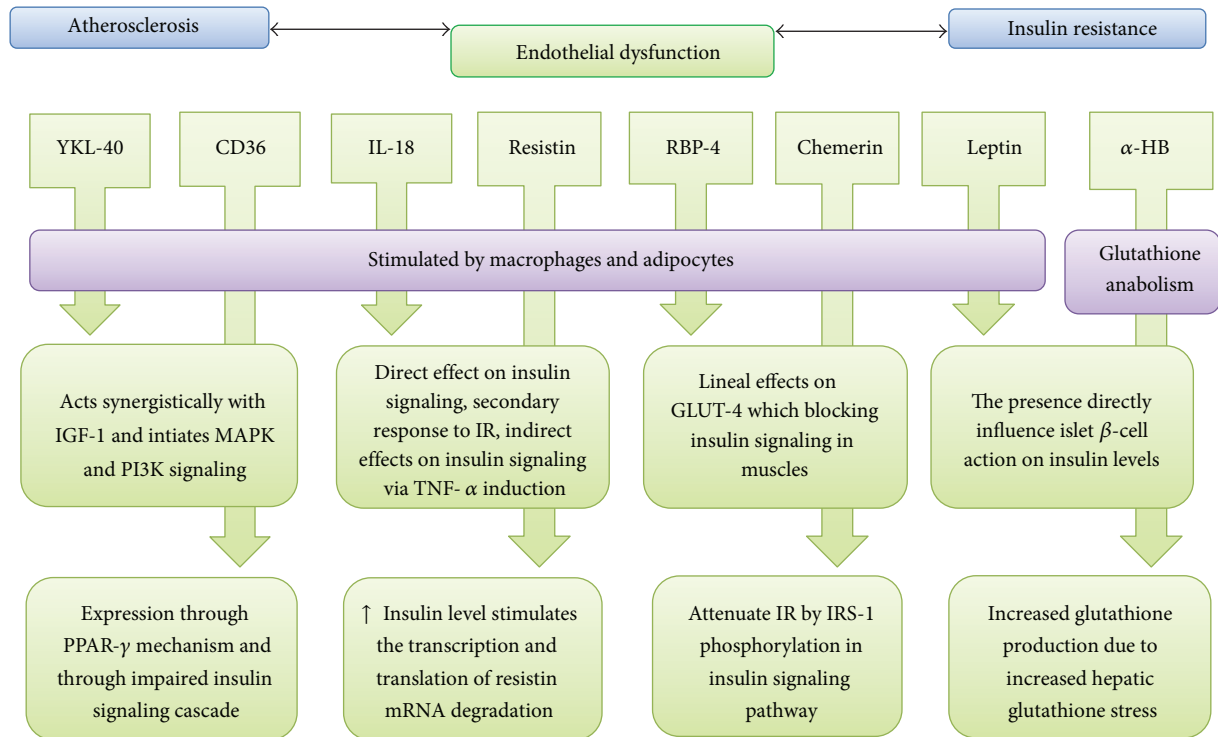 Atherosclerosis
Insulin resistance
Endothelial dysfunction
YKL-40
CD36
IL-18
Resistin
RBP-4
Chemerin
Leptin
α-HB
Stimulated by macrophages and adipocytes
Glutathione
anabolism
Acts synergistically with
IGF-1 and intiates MAPK
and PI3K signaling
Direct effect on insulin
signaling, secondary
response to IR, indirect
effects on insulin signaling
via TNF- α induction
Lineal effects on
GLUT-4 which blocking
insulin signaling in
muscles
The presence directly
influence islet β-cell
action on insulin levels
Expression through
PPAR-γ mechanism and
through impaired insulin
signaling cascade
↑ Insulin level stimulates
the transcription and
translation of resistin
mRNA degradation
Attenuate IR by IRS-1
phosphorylation in
insulin signaling
pathway
Increased glutathione
production due to
increased hepatic
glutathione stress